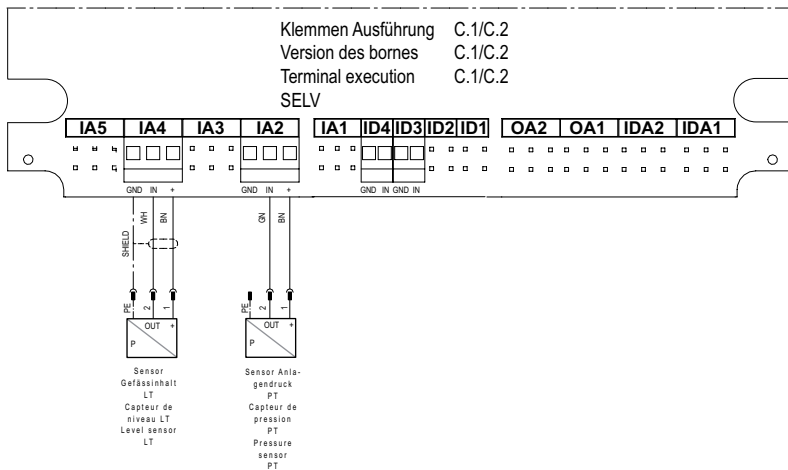 Klemmen Ausführung C.1/C.2
Version des bornes C.1/C.2
Terminal execution C.1/C.2
SELV
IA5 IA4 IA3 IA2 IA1 ID4 ID3 ID2 ID1 OA2 OA1 IDA2 IDA1
GND IN + GND IN + GND IN GND IN
SHIELD WH BN GN BN
PE 2 1 PE 2 1
OUT + OUT +
P P
Sensor
Gefässinhalt
LT
Capteur de
niveau LT
Level sensor
LT
Sensor Anla-
gendruck
PT
Capteur de
pression
PT
Pressure
sensor
PT